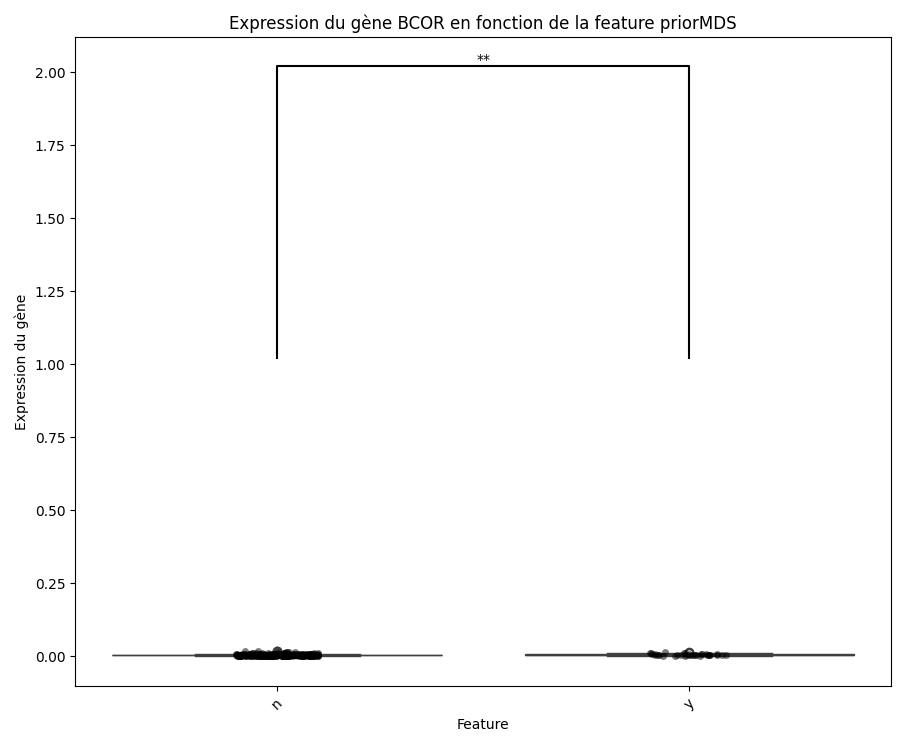 Expression du gène BCOR en fonction de la feature priorMDS
**
2.00
1.75
1.50
1.25
1.00
0.75
0.50
0.25
0.00
Expression du gène
n
y
Feature